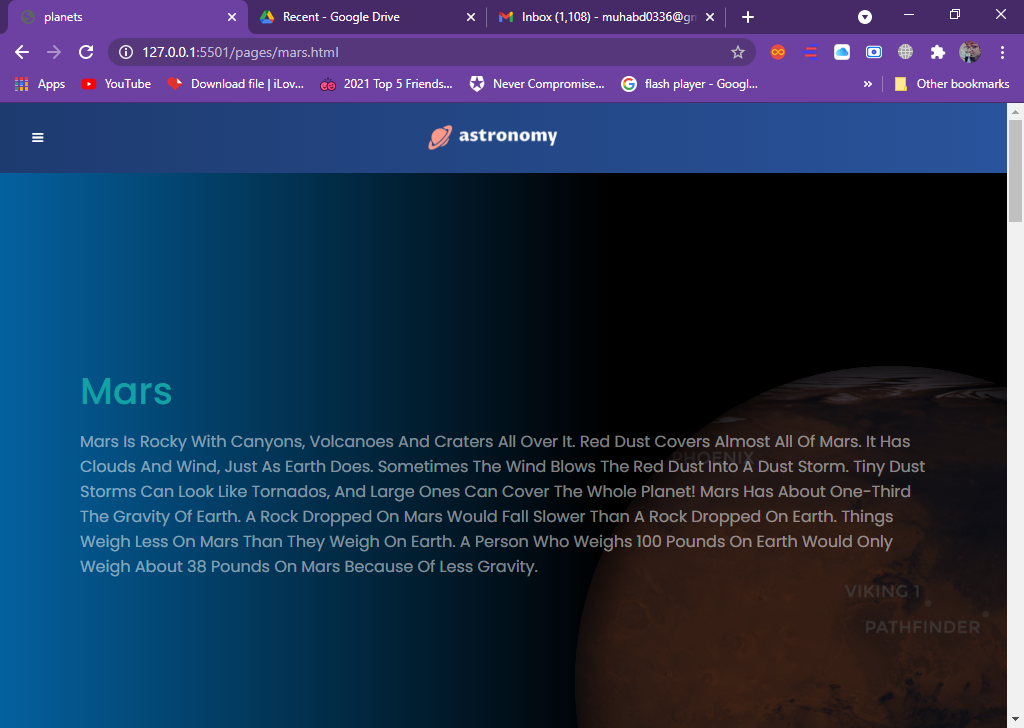 planets
Recent - Google Drive
Inbox (1,108) - muhabd0336@gm
127.0.0.1:5501/pages/mars.html
Apps
YouTube
Download file | iLov...
2021 Top 5 Friends...
Never Compromise...
flash player - Googl...
»
Other bookmarks
astronomy
Mars
Mars Is Rocky With Canyons, Volcanoes And Craters All Over It. Red Dust Covers Almost All Of Mars. It Has
Clouds And Wind, Just As Earth Does. Sometimes The Wind Blows The Red Dust Into A Dust Storm. Tiny Dust
Storms Can Look Like Tornados, And Large Ones Can Cover The Whole Planet! Mars Has About One-Third
The Gravity Of Earth. A Rock Dropped On Mars Would Fall Slower Than A Rock Dropped On Earth. Things
Weigh Less On Mars Than They Weigh On Earth. A Person Who Weighs 100 Pounds On Earth Would Only
Weigh About 38 Pounds On Mars Because Of Less Gravity.
PHOENIX
VIKING 1
PATHFINDER